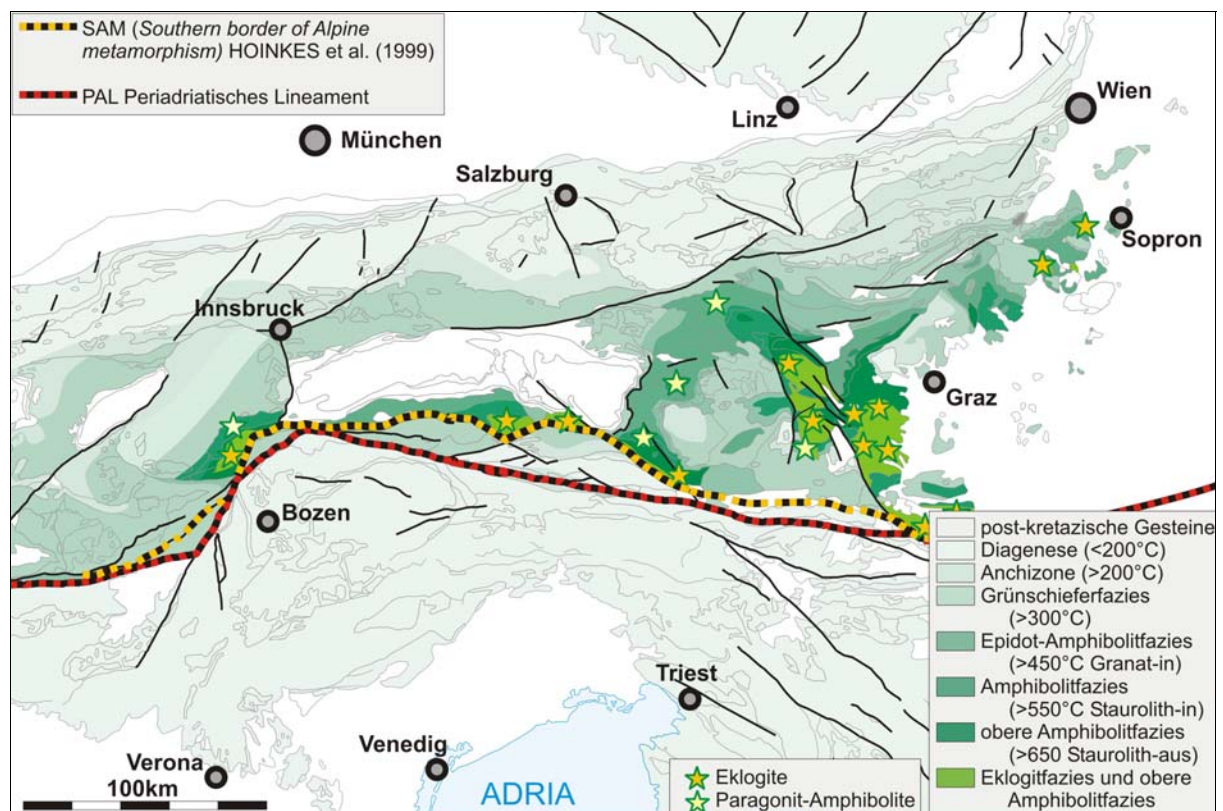 SAM (Southern border of Alpine
metamorphism) HOINKES et al. (1999)
PAL Periadriatisches Lineament
München
Linz
Wien
Salzburg
Sopron
Innsbruck
Graz
Bozen
Triest
Venedig
Verona
100km
ADRIA
Eklogite
Paragonit-Amphibolite
post-kretazische Gesteine
Diagenese (<200°C)
Anchizone (>200°C)
Grünschieferfazies
(>300°C)
Epidot-Amphibolitfazies
(>450°C Granat-in)
Amphibolitfazies
(>550°C Staurolith-in)
obere Amphibolitfazies
(>650 Staurolith-aus)
Eklogitfazies und obere
Amphibolitfazies